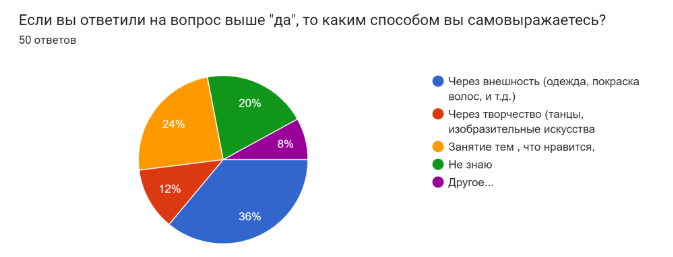 Если вы ответили на вопрос выше "да", то каким способом вы самовыражаетесь?
50 ответов
Через внешность (одежда, покраска
волос, и т.д.)
Через творчество (танцы,
изобразительные искусства
Занятие тем , что нравится,
Не знаю
Другое...
20%
24%
8%
12%
36%